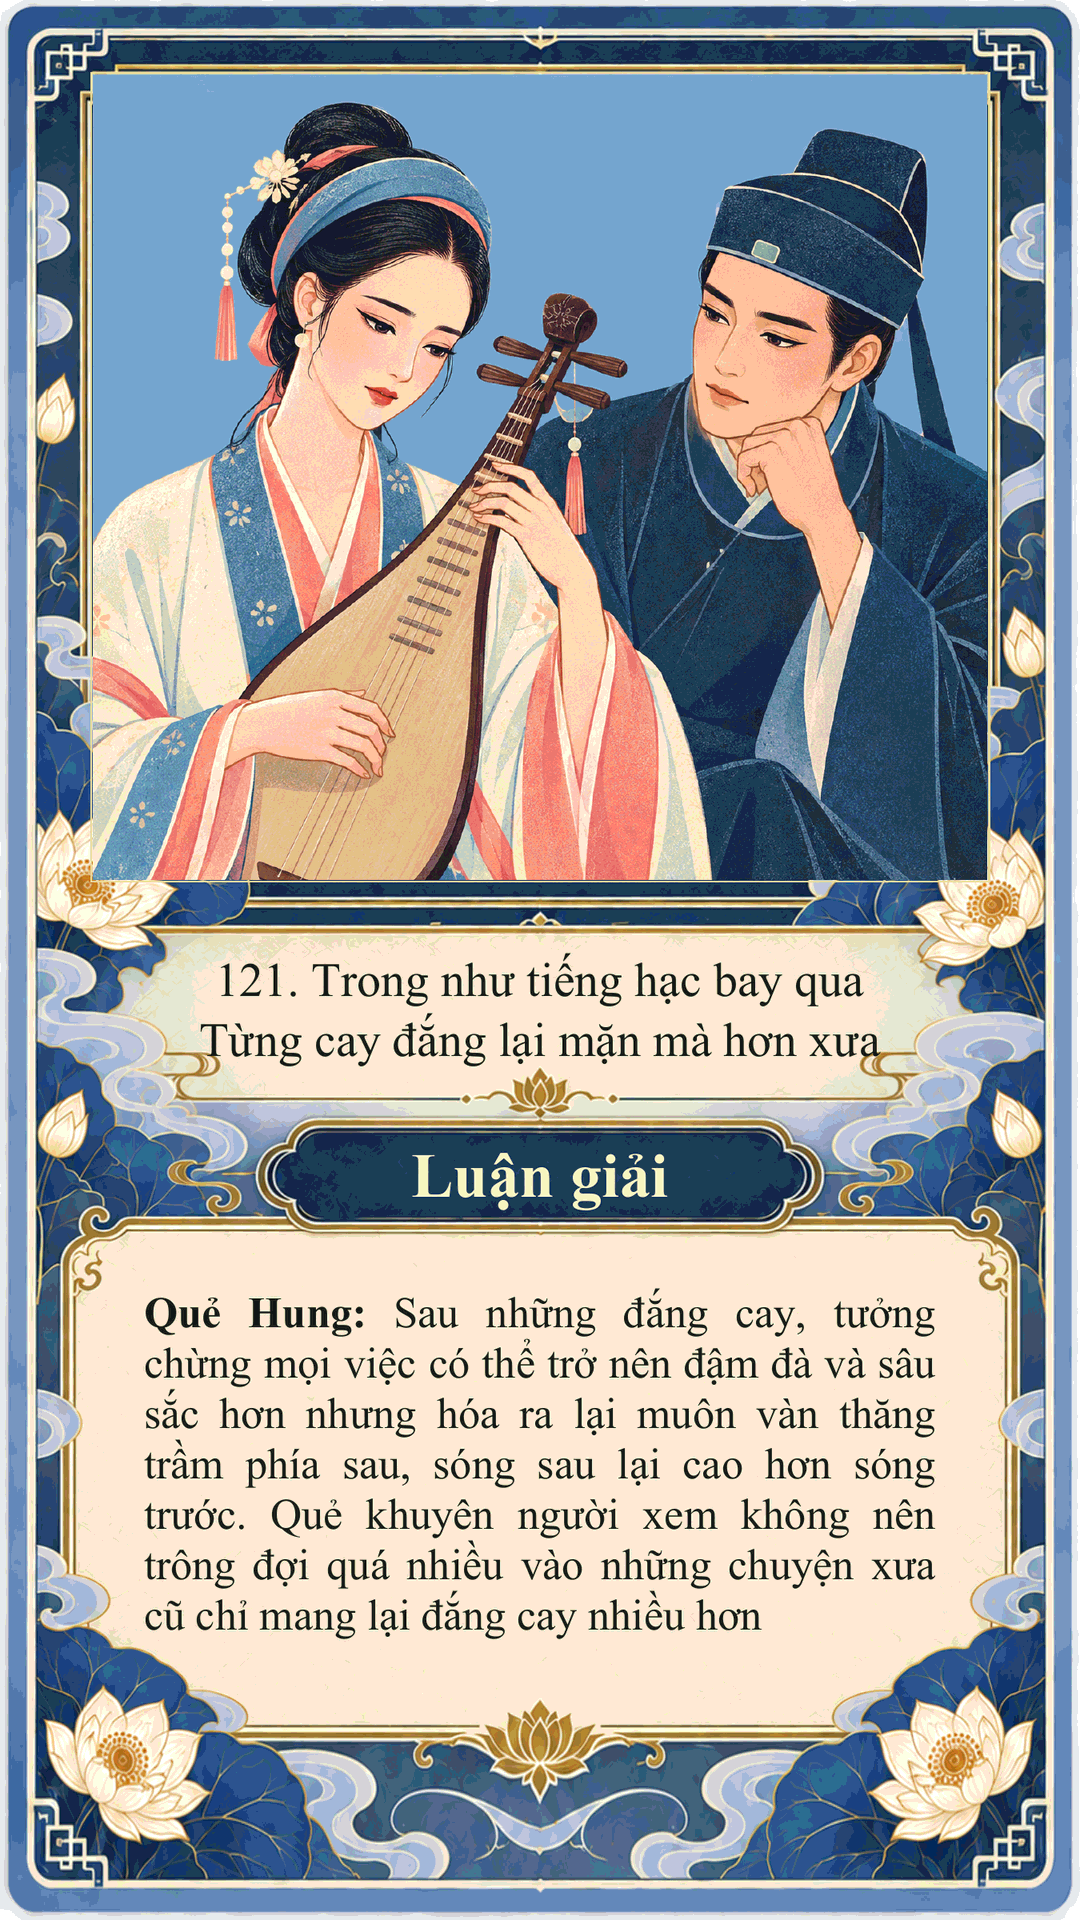 121. Trong như tiếng hạc bay qua
Từng cay đắng lại mặn mà hơn xưa
Luận giải
Quẻ Hung: Sau những đắng cay, tưởng
chừng mọi việc có thể trở nên đậm đà và sâu
sắc hơn nhưng hóa ra lại muôn vàn thăng
trầm phía sau, sóng sau lại cao hơn sóng
trước. Quẻ khuyên người xem không nên
trông đợi quá nhiều vào những chuyện xưa
cũ chỉ mang lại đắng cay nhiều hơn